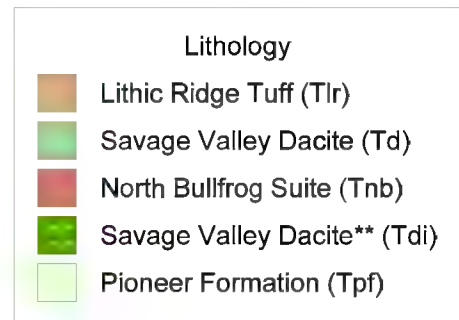 Lithology
Lithic Ridge Tuff (Tlr)
Savage Valley Dacite (Td)
North Bullfrog Suite (Tnb)
Savage Valley Dacite** (Tdi)
Pioneer Formation (Tpf)